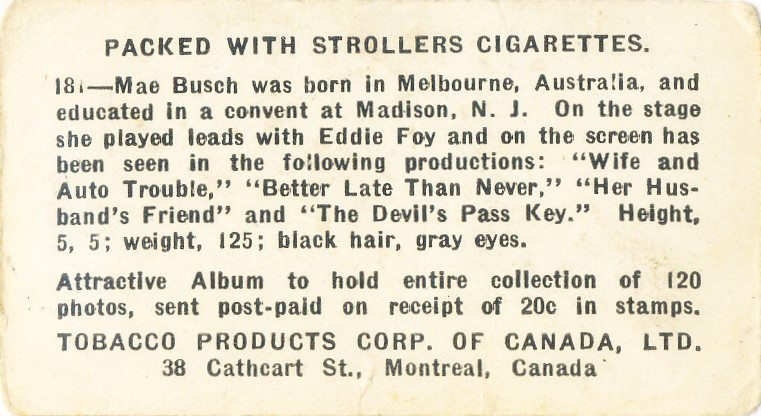 PACKED WITH STROLLERS CIGARETTES.
181—Mae Busch was born in Melbourne, Australia, and
educated in a convent at Madison, N. J. On the stage
she played leads with Eddie Foy and on the screen has
been seen in the following productions: “Wife and
Auto Trouble,” “Better Late Than Never,” “Her Hus-
band’s Friend” and “The Devil’s Pass Key.” Height,
5, 5; weight, 125; black hair, gray eyes.
Attractive Album to hold entire collection of 120
photos, sent post-paid on receipt of 20c in stamps.
TOBACCO PRODUCTS CORP. OF CANADA, LTD.
38 Cathcart St., Montreal, Canada